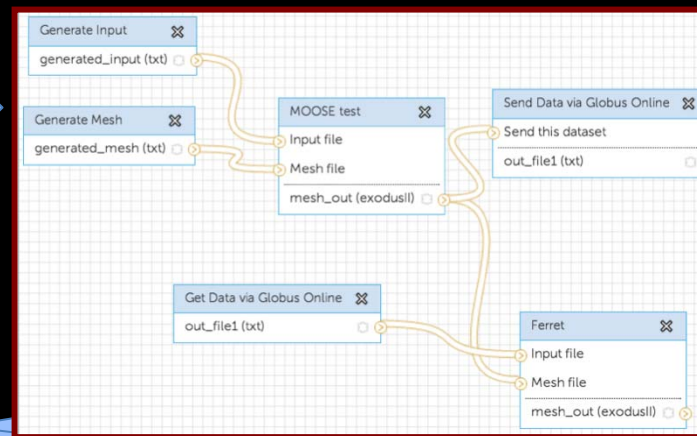 Generate Input
generated_input (txt)
Generate Mesh
generated_mesh (txt)
MOOSE test
Input file
Mesh file
mesh_out (exodusII)
Send Data via Globus Online
Send this dataset
out_file1 (txt)
Get Data via Globus Online
out_file1 (txt)
Ferret
Input file
Mesh file
mesh_out (exodusII)